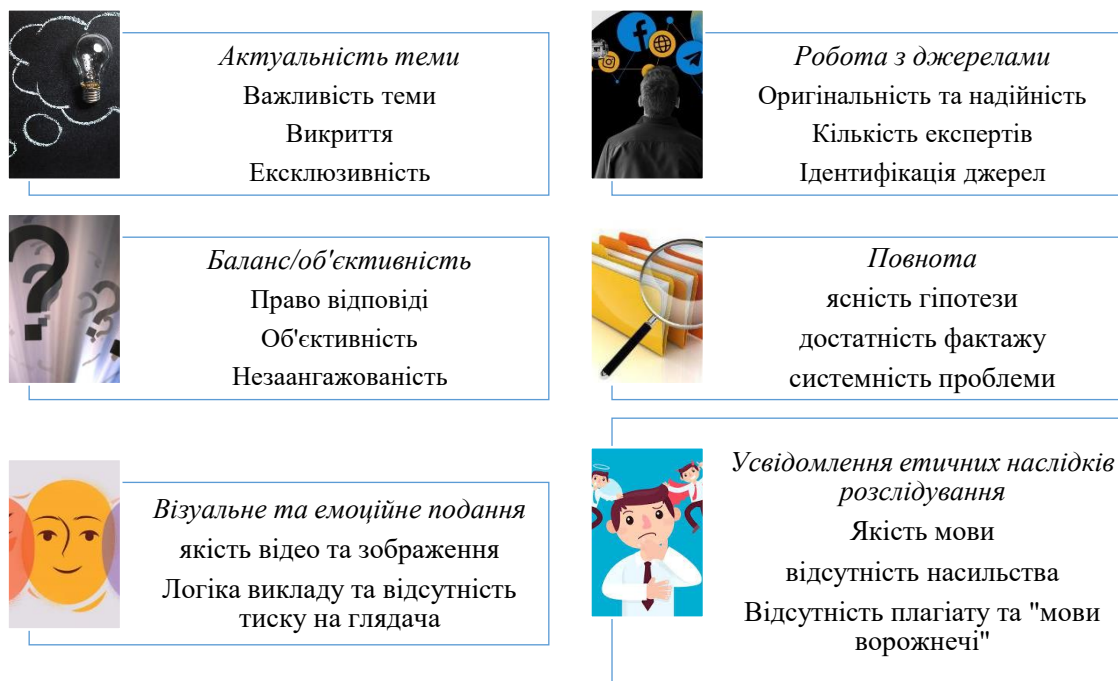 Актуальність теми
Важливість теми
Викриття
Ексклюзивність
Робота з джерелами
Оригінальність та надійність
Кількість експертів
Ідентифікація джерел
Баланс/об'єктивність
Право відповіді
Об'єктивність
Незаангажованість
Повнота
ясність гіпотези
достатність фактажу
системність проблеми
Візуальне та емоційне подання
якість відео та зображення
Логіка викладу та відсутність
тиску на глядача
Усвідомлення етичних наслідків
розслідування
Якість мови
відсутність насильства
Відсутність плагіату та "мови
ворожнечі"